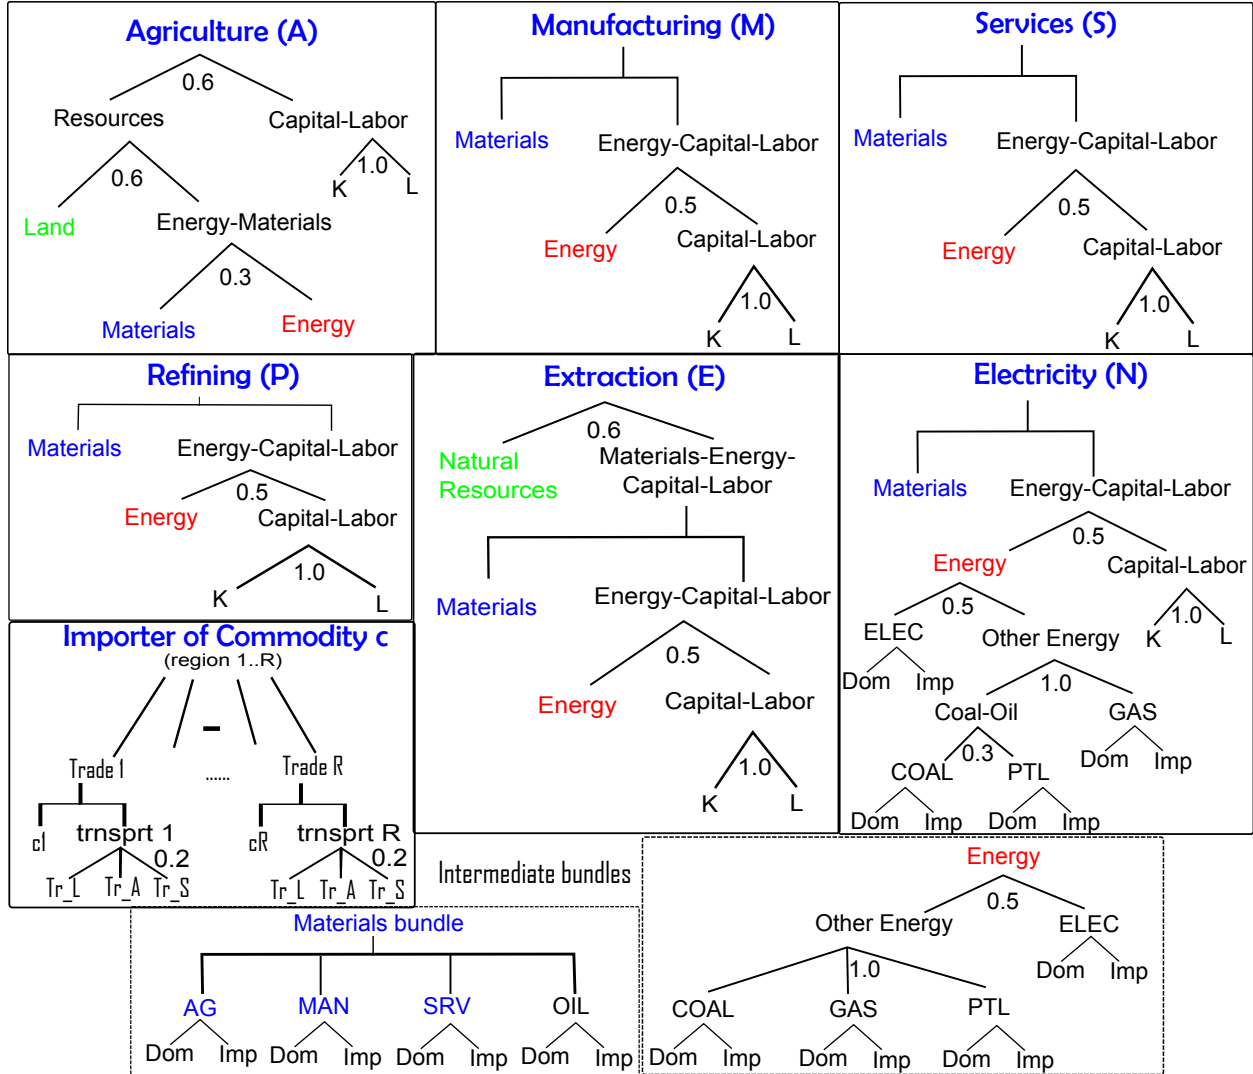 Agriculture (A)
0.6
Resources
Capital-Labor
1.0
K
L
0.6
Land
Energy-Materials
0.3
Materials
Energy
Manufacturing (M)
Materials
Energy-Capital-Labor
0.5
Energy
Capital-Labor
1.0
K
L
Services (S)
Materials
Energy-Capital-Labor
0.5
Energy
Capital-Labor
1.0
K
L
Refining (P)
Materials
Energy-Capital-Labor
0.5
Energy
Capital-Labor
1.0
K
L
Extraction (E)
0.6
Natural
Resources
Materials-Energy-
Capital-Labor
Materials
Energy-Capital-Labor
0.5
Energy
Capital-Labor
1.0
K
L
Electricity (N)
Materials
Energy-Capital-Labor
0.5
Energy
Capital-Labor
0.5
1.0
K
L
ELEC
Other Energy
Dom
Imp
1.0
Coal-Oil
GAS
0.3
Dom
Imp
COAL
PTL
Dom
Imp
Dom
Imp
Importer of Commodity c
(region 1..R)
Trade 1
......
Trade R
c1
trnsprt 1
cR
trnsprt R
0.2
0.2
Tr_L
Tr_A
Tr_S
Tr_L
Tr_A
Tr_S
Intermediate bundles
Materials bundle
AG
MAN
SRV
OIL
Dom
Imp
Dom
Imp
Dom
Imp
Dom
Imp
Energy
0.5
Other Energy
ELEC
Dom
Imp
1.0
COAL
GAS
PTL
Dom
Imp
Dom
Imp
Dom
Imp